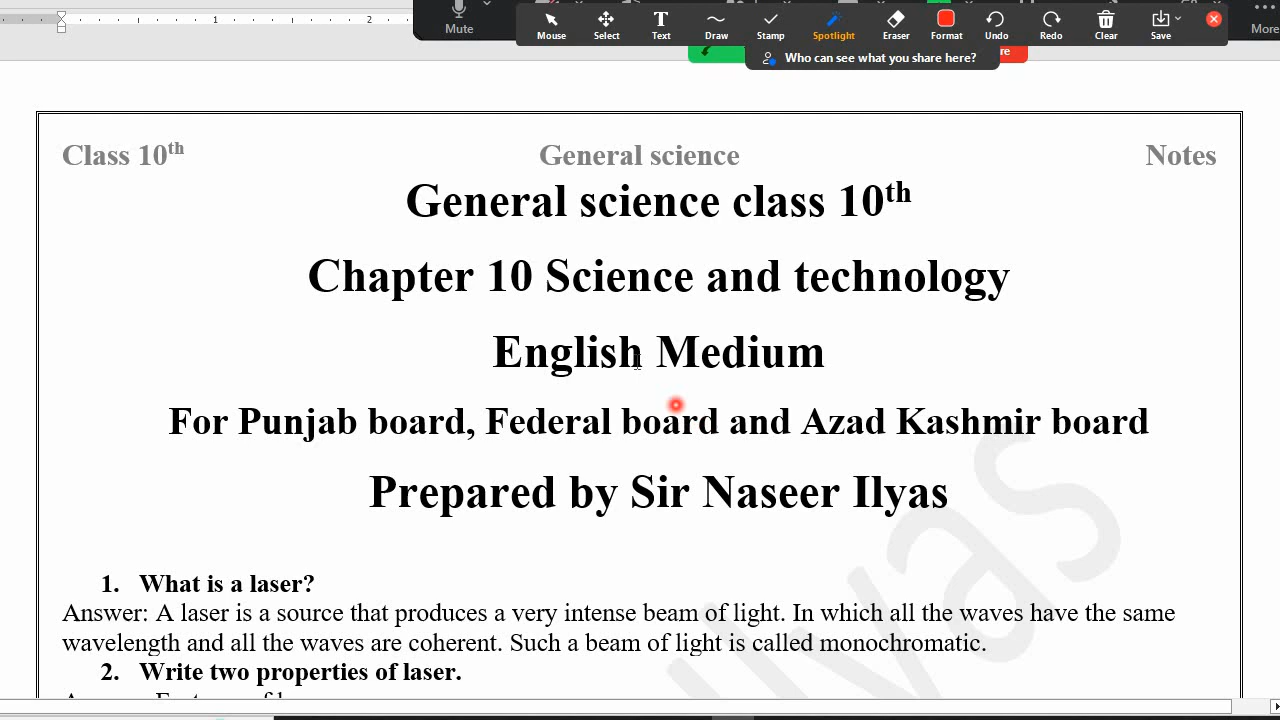 1 2
Mute Mouse Select Text Draw Stamp Spotlight Eraser Format Undo Redo Clear Save More
Who can see what you share here?
Class 10th General science Notes
General science class 10th
Chapter 10 Science and technology
English Medium
For Punjab board, Federal board and Azad Kashmir board
Prepared by Sir Naseer Ilyas
1. What is a laser?
Answer: A laser is a source that produces a very intense beam of light. In which all the waves have the same
wavelength and all the waves are coherent. Such a beam of light is called monochromatic.
2. Write two properties of laser.